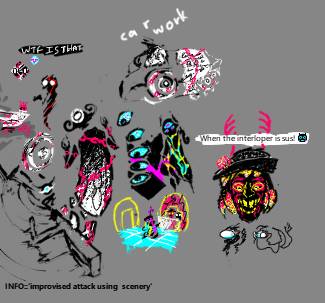 car work
WTF IS THAT
When the interloper is sus!
INFO:'improvised attack using scenery'